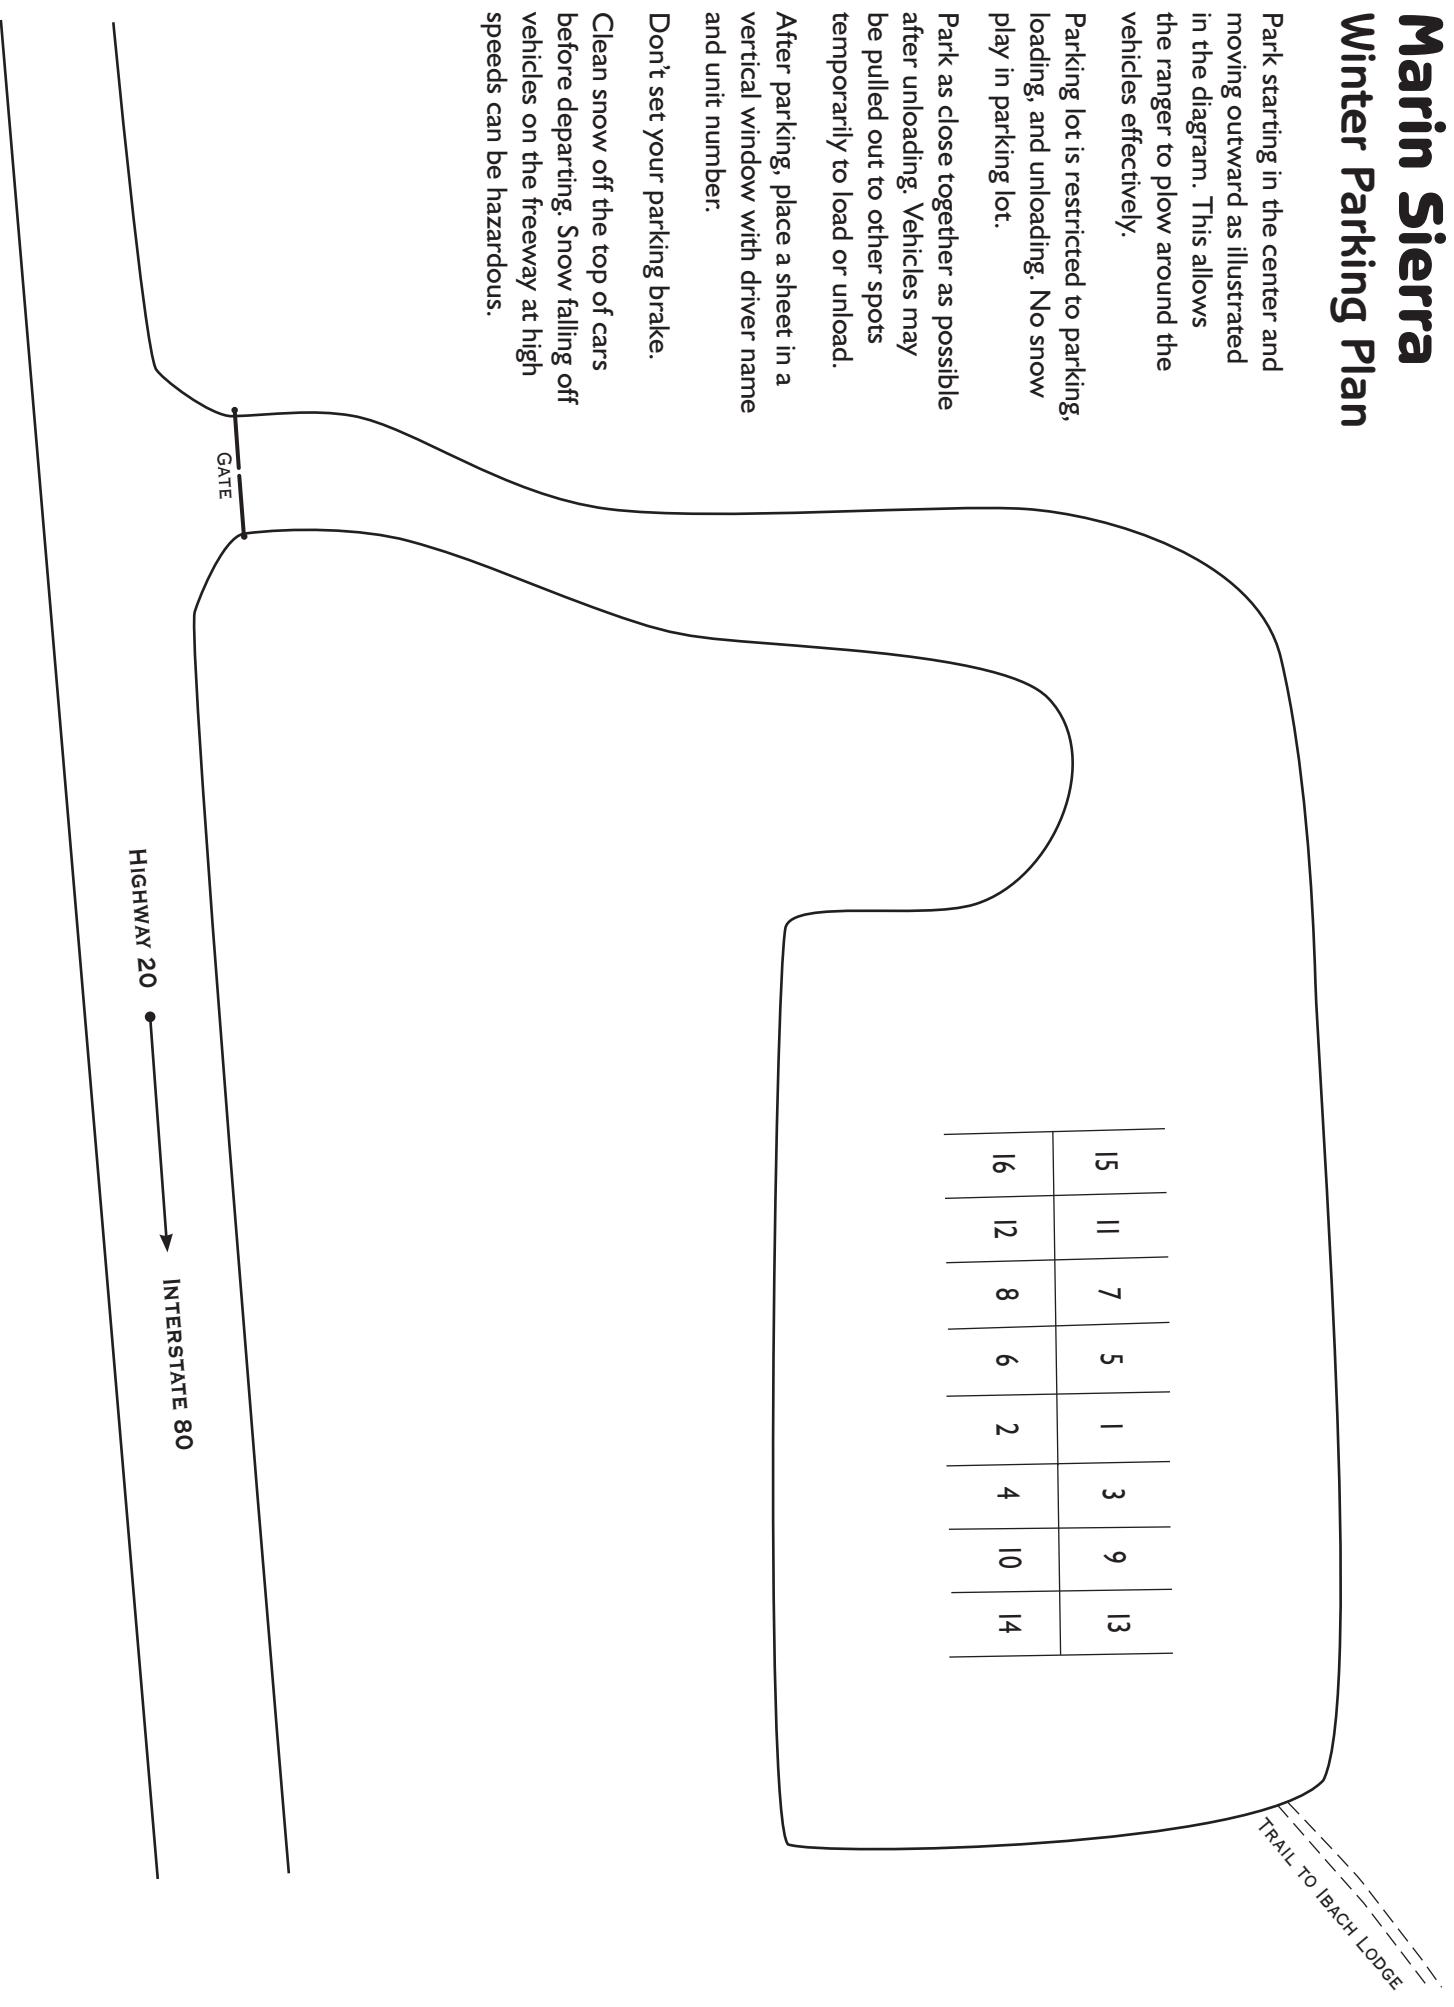 Marin Sierra
Winter Parking Plan
Park starting in the center and
moving outward as illustrated
in the diagram. This allows
the ranger to plow around the
vehicles effectively.
Parking lot is restricted to parking,
loading, and unloading. No snow
play in parking lot.
Park as close together as possible
after unloading. Vehicles may
be pulled out to other spots
temporarily to load or unload.
After parking, place a sheet in a
vertical window with driver name
and unit number.
Don't set your parking brake.
Clean snow off the top of cars
before departing. Snow falling off
vehicles on the freeway at high
speeds can be hazardous.
TRAIL TO IBACH LODGE
15 11 7 5 1 3 9 13
16 12 8 6 2 4 10 14
GATE
HIGHWAY 20
INTERSTATE 80